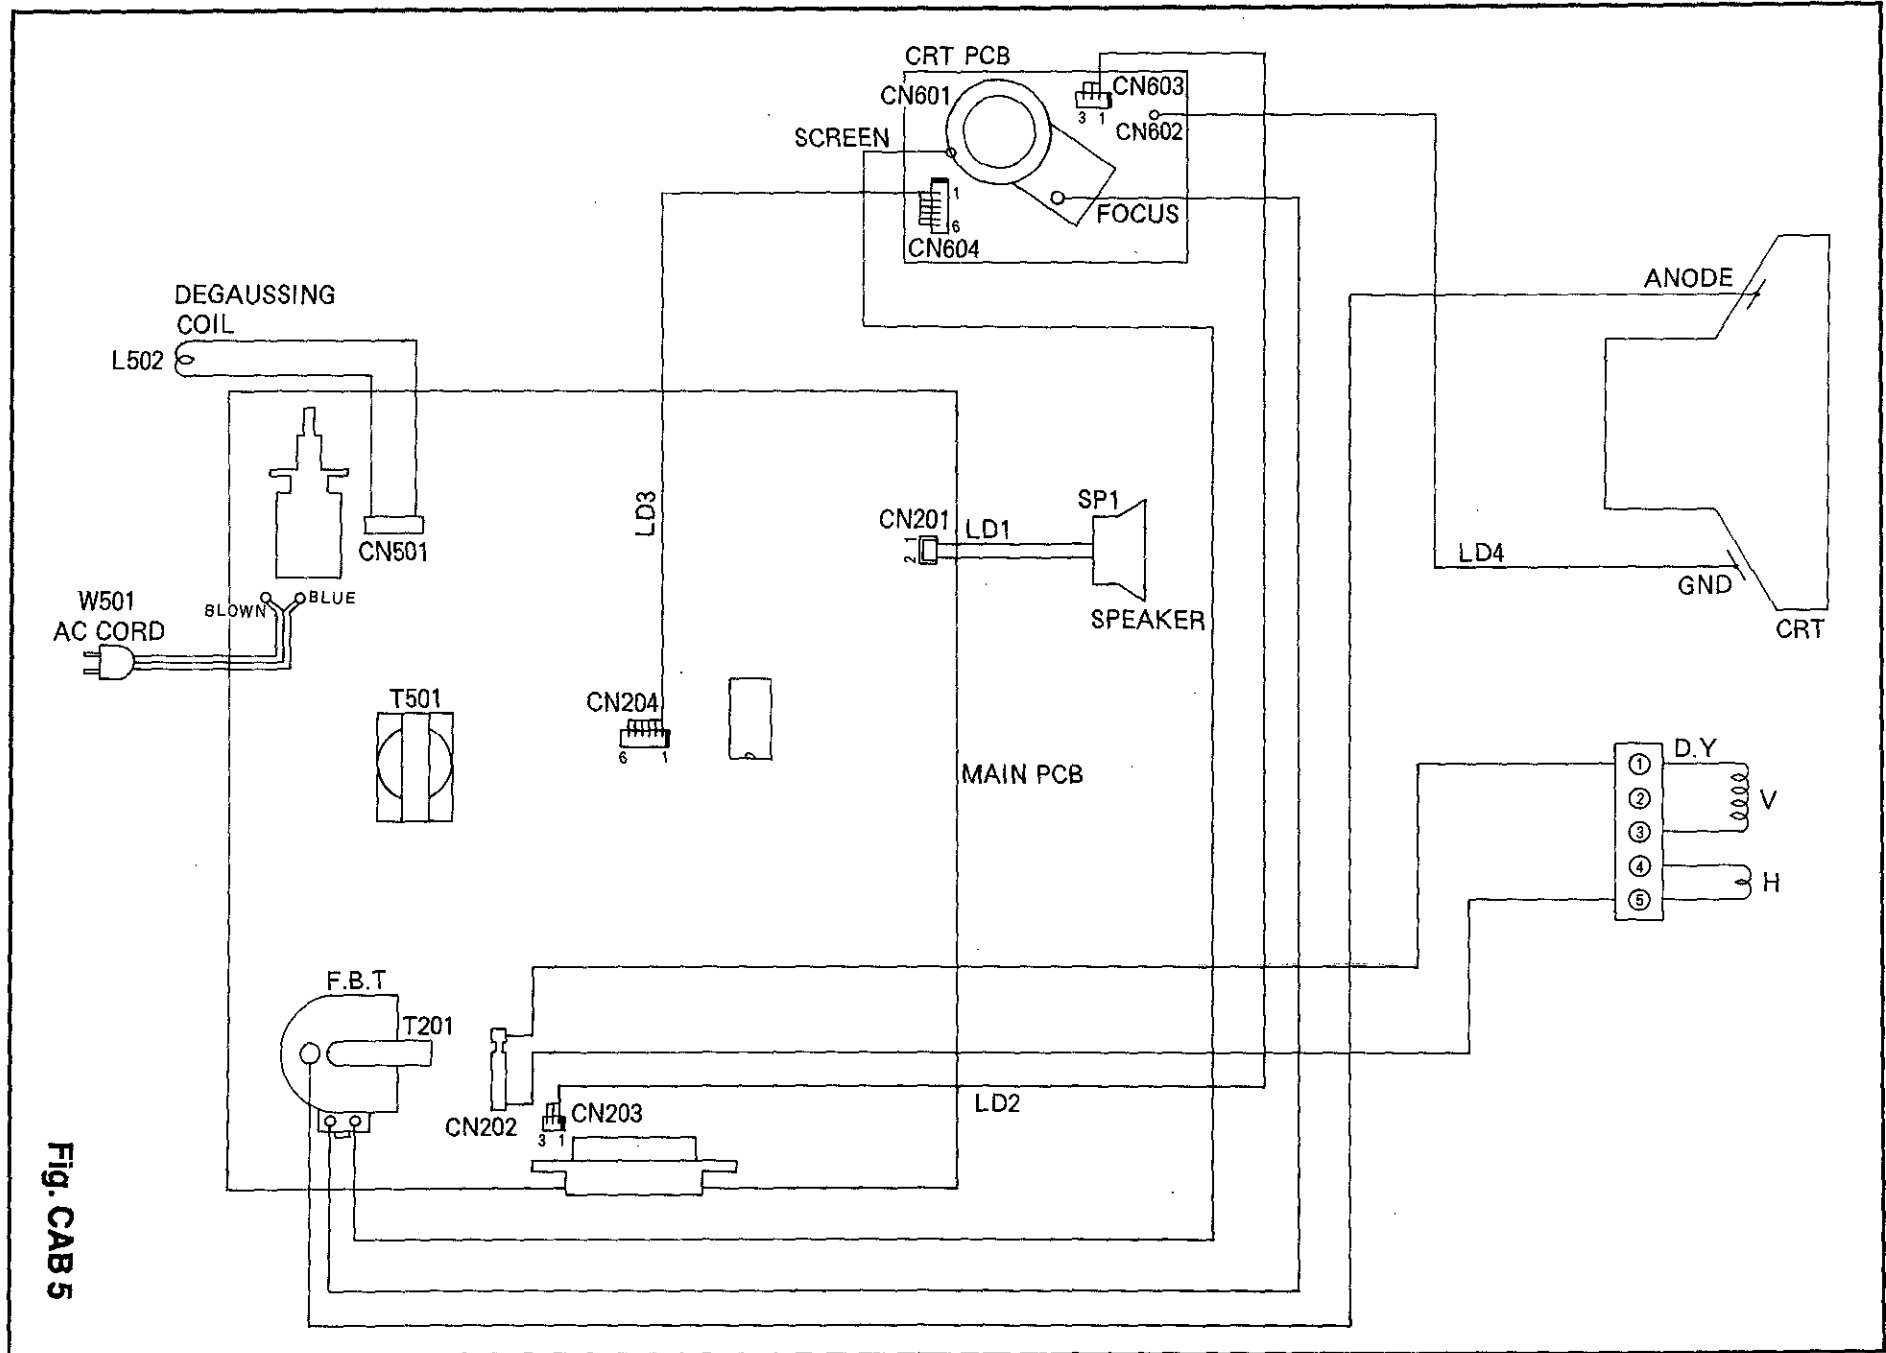 CRT PCB
CN601
CN603
3 1
CN602
SCREEN
1
FOCUS
6
CN604
ANODE
DEGAUSSING
COIL
L502
LD3
SP1
CN201
LD1
2 1
CN501
LD4
GND
W501
BLOWN
BLUE
AC CORD
SPEAKER
CRT
T501
CN204
6 1
MAIN PCB
D.Y
1
2
V
3
4
H
5
F.B.T
T201
LD2
CN202
CN203
3 1
Fig. CAB 5